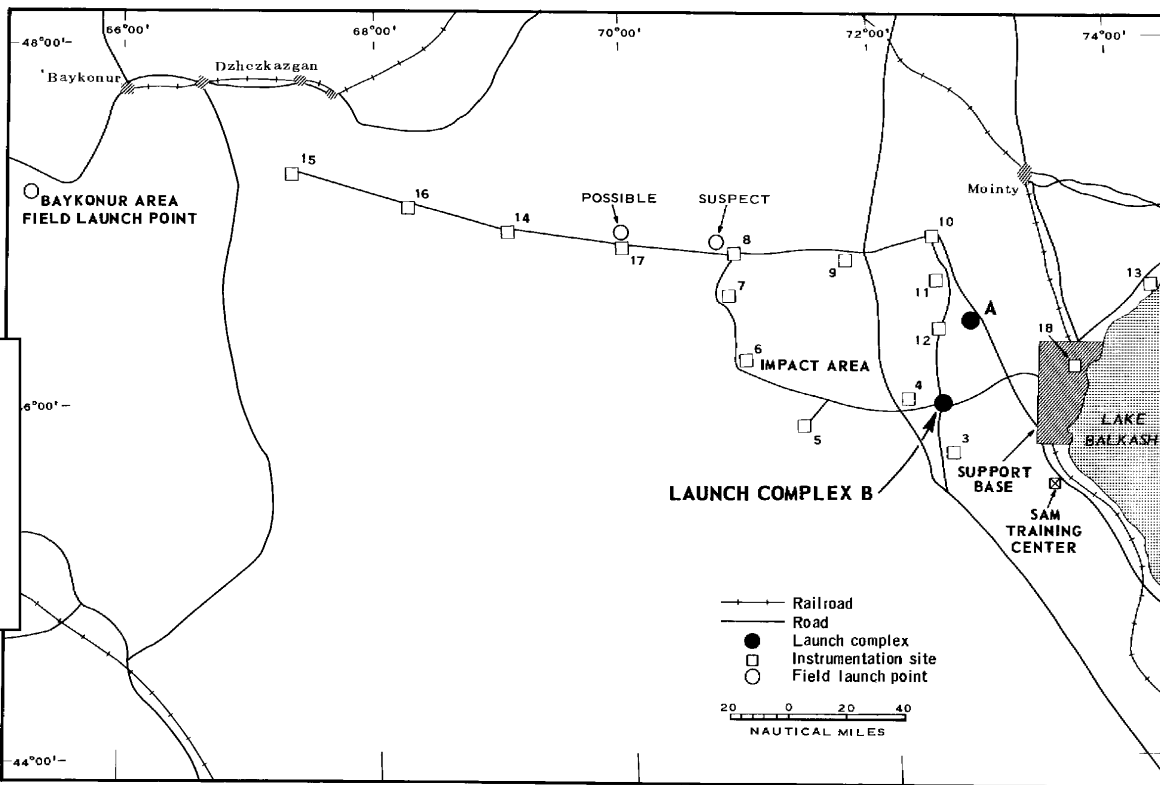 66°00'
68°00'
70°00'
72°00'
74°00'
48°00'
Baykonur
Dzhezkazgan
15
16
14
POSSIBLE
SUSPECT
17
8
9
10
Mointy
BAYKONUR AREA
FIELD LAUNCH POINT
7
11
13
A
12
18
6
IMPACT AREA
4
6°00'
5
3
LAKE
BALKASH
SUPPORT
BASE
LAUNCH COMPLEX B
SAM
TRAINING
CENTER
Railroad
Road
Launch complex
Instrumentation site
Field launch point
20 0 20 40
NAUTICAL MILES
44°00'